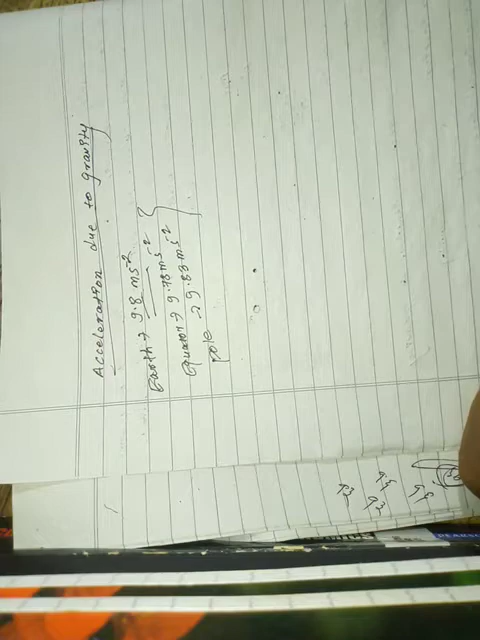 Acceleration due to gravity
Earth → 9.8 ms-2
Equator → 9.78 ms-2
Pole → 9.83 ms-2